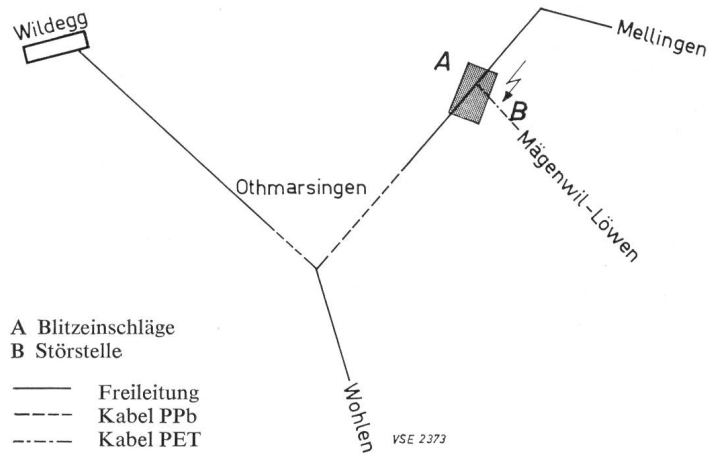 Wildegg
Mellingen
A
B
Mägenwil-Löwen
Othmarsingen
A Blitzeinschläge
B Störstelle
Freileitung
Kabel PPb
Kabel PET
Wohlen
VSE 2373